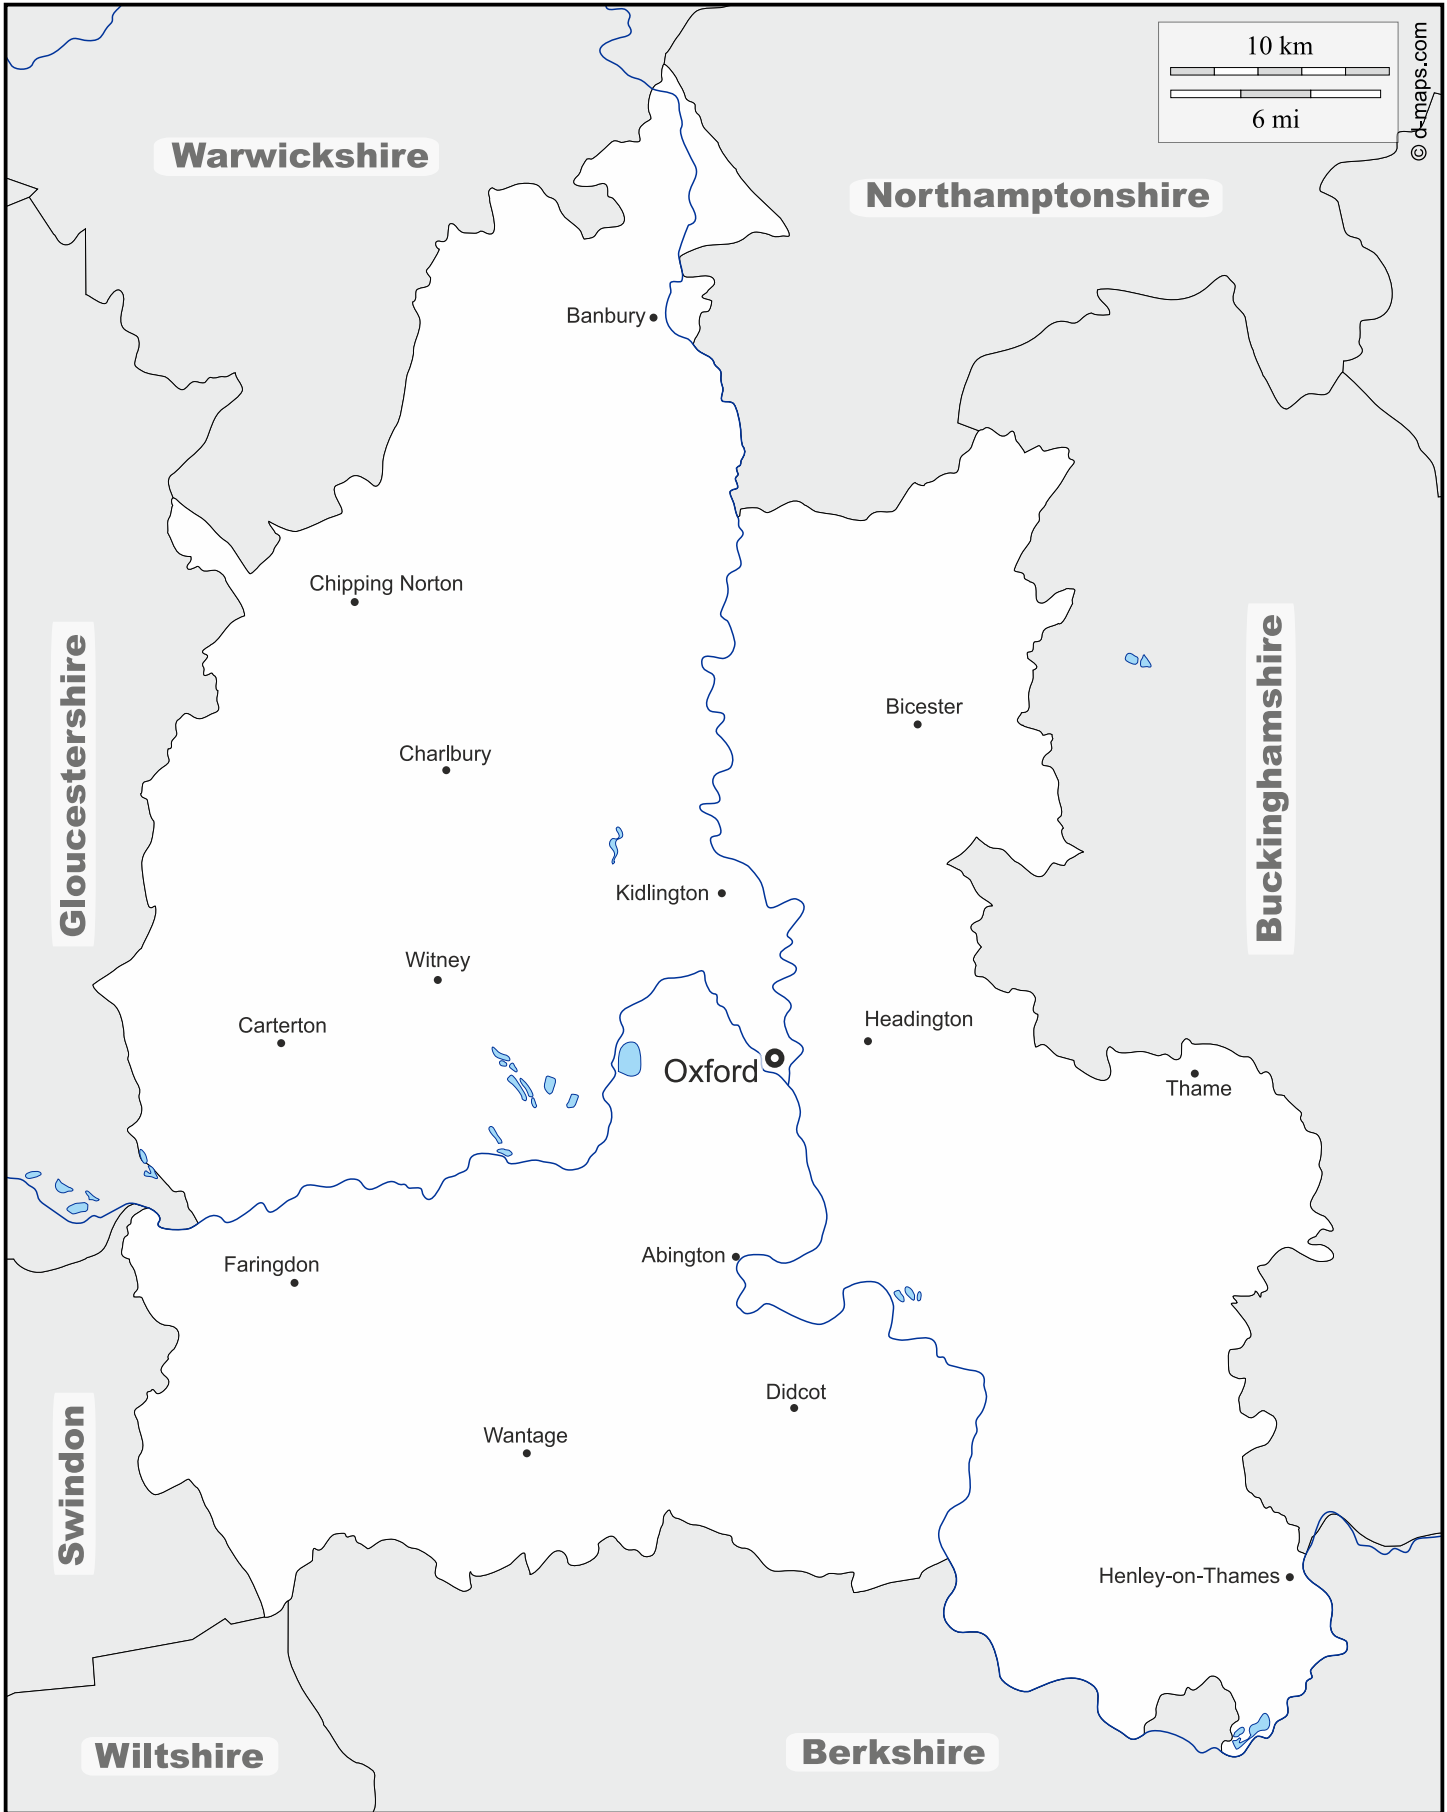 10 km
6 mi
© d-maps.com
Warwickshire
Northamptonshire
Banbury
Chipping Norton
Gloucestershire
Buckinghamshire
Bicester
Charlbury
Kidlington
Witney
Carterton
Headington
Oxford
Thame
Abington
Faringdon
Didcot
Swindon
Wantage
Henley-on-Thames
Wiltshire
Berkshire